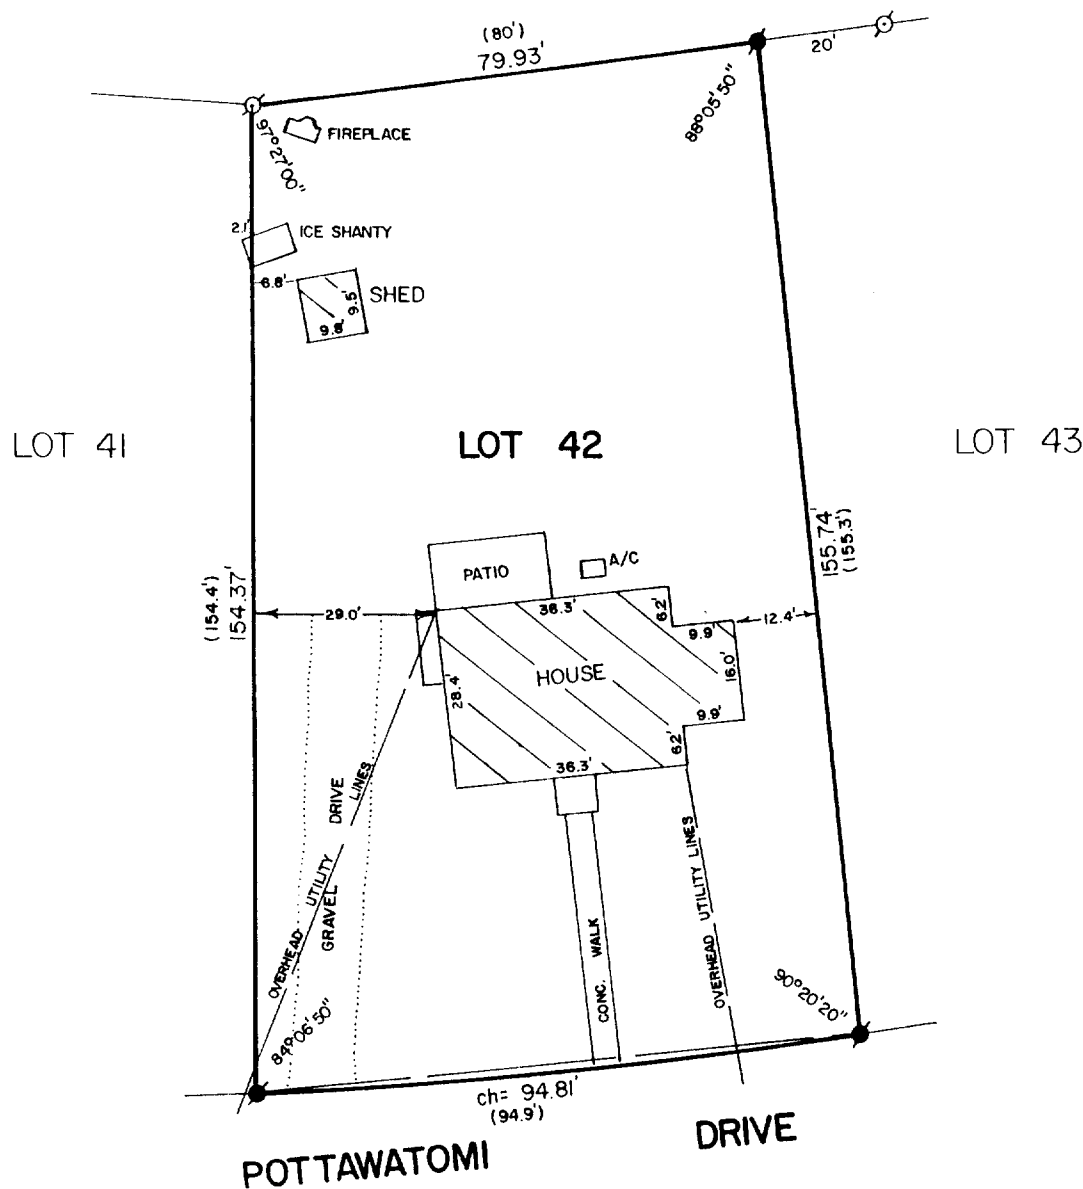 (80')
79.93'
20'
88°05'50"
97°27'00"
FIREPLACE
2.1'
ICE SHANTY
6.8'
SHED
9.5'
9.8'
LOT 41
LOT 42
LOT 43
155.74'
(155.3')
PATIO
A/C
(154.4')
154.37'
29.0'
36.3'
6.2'
9.9'
12.4'
HOUSE
16.0'
28.4'
9.9'
6.2'
36.3'
OVERHEAD UTILITY LINES
GRAVEL DRIVE
OVERHEAD UTILITY LINES
CONC. WALK
90°20'20"
84°06'50"
ch= 94.81'
(94.9')
POTTAWATOMI DRIVE